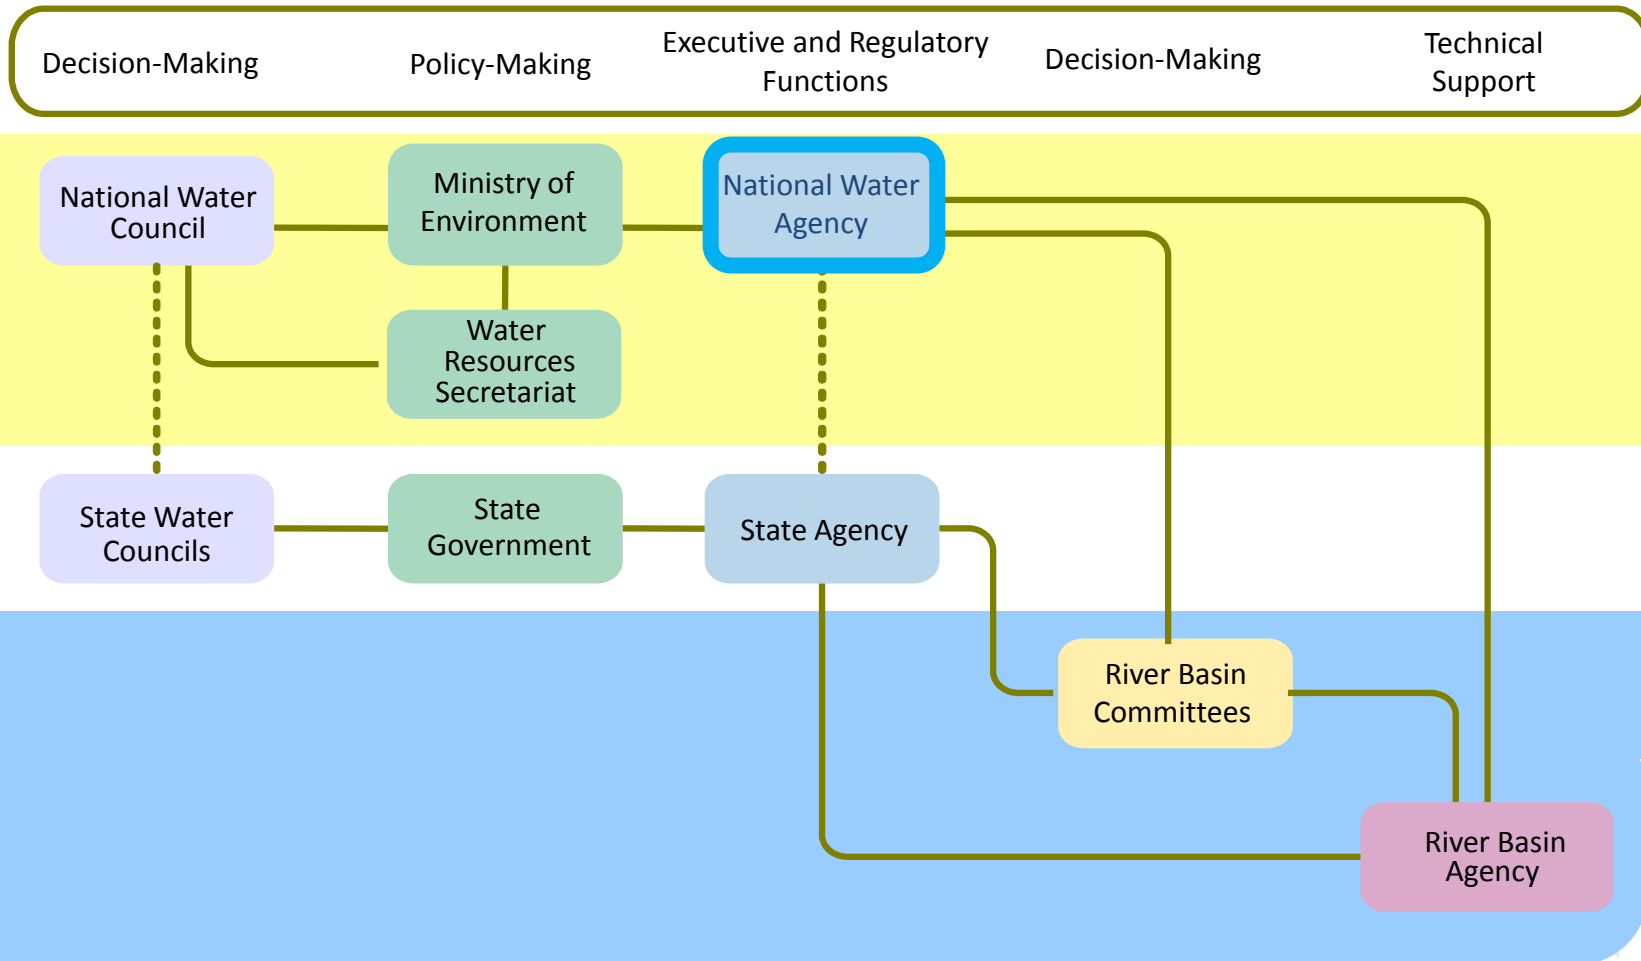 Decision-Making
Policy-Making
Executive and Regulatory
Functions
Decision-Making
Technical
Support
National Water
Council
Ministry of
Environment
National Water
Agency
Water
Resources
Secretariat
State Water
Councils
State
Government
State Agency
River Basin
Committees
River Basin
Agency